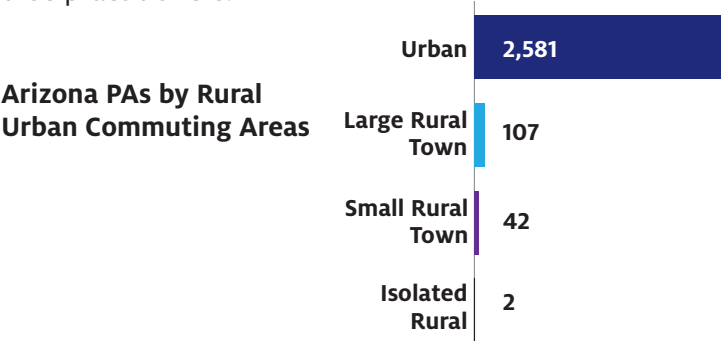 Arizona PAs by Rural
Urban Commuting Areas
Urban 2,581
Large Rural
Town 107
Small Rural
Town 42
Isolated
Rural 2